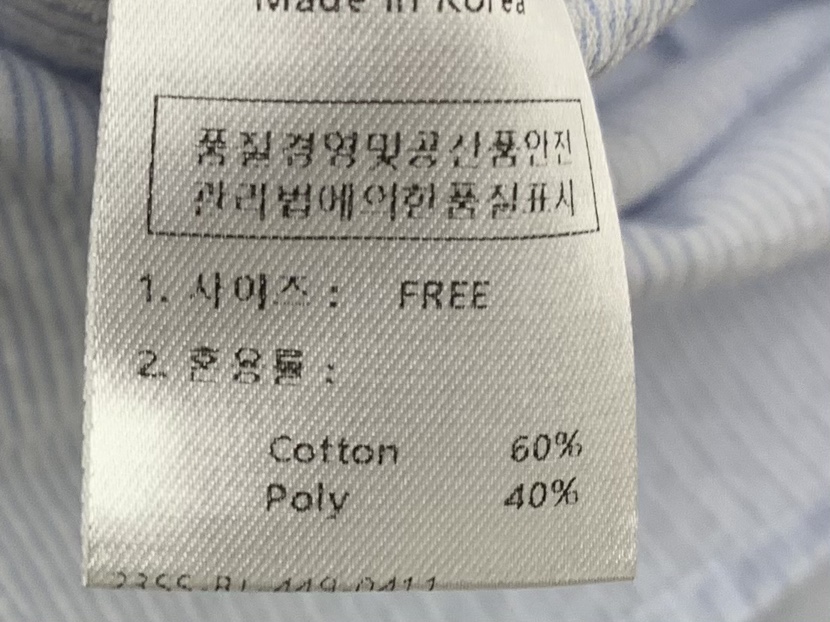 Made in Korea
품질경영및공산품안전
관리법에의한품질표시
1. 사이즈 : FREE
2. 혼용률 :
Cotton 60%
Poly 40%